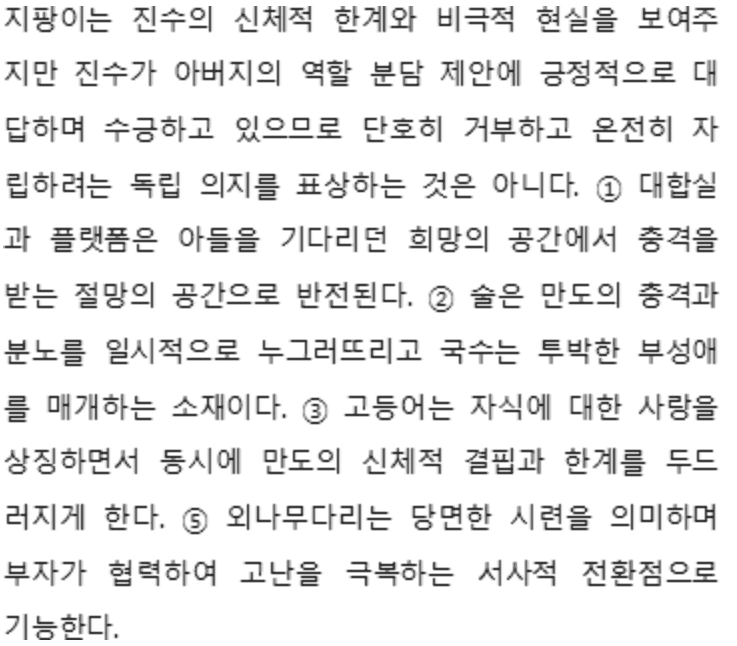 지팡이는 진수의 신체적 한계와 비극적 현실을 보여주
지만 진수가 아버지의 역할 분담 제안에 긍정적으로 대
답하며 수긍하고 있으므로 단호히 거부하고 온전히 자
립하려는 독립 의지를 표상하는 것은 아니다. ① 대합실
과 플랫폼은 아들을 기다리던 희망의 공간에서 충격을
받는 절망의 공간으로 반전된다. ② 술은 만도의 충격과
분노를 일시적으로 누그러뜨리고 국수는 투박한 부성애
를 매개하는 소재이다. ③ 고등어는 자식에 대한 사랑을
상징하면서 동시에 만도의 신체적 결핍과 한계를 두드
러지게 한다. ⑤ 외나무다리는 당면한 시련을 의미하며
부자가 협력하여 고난을 극복하는 서사적 전환점으로
기능한다.